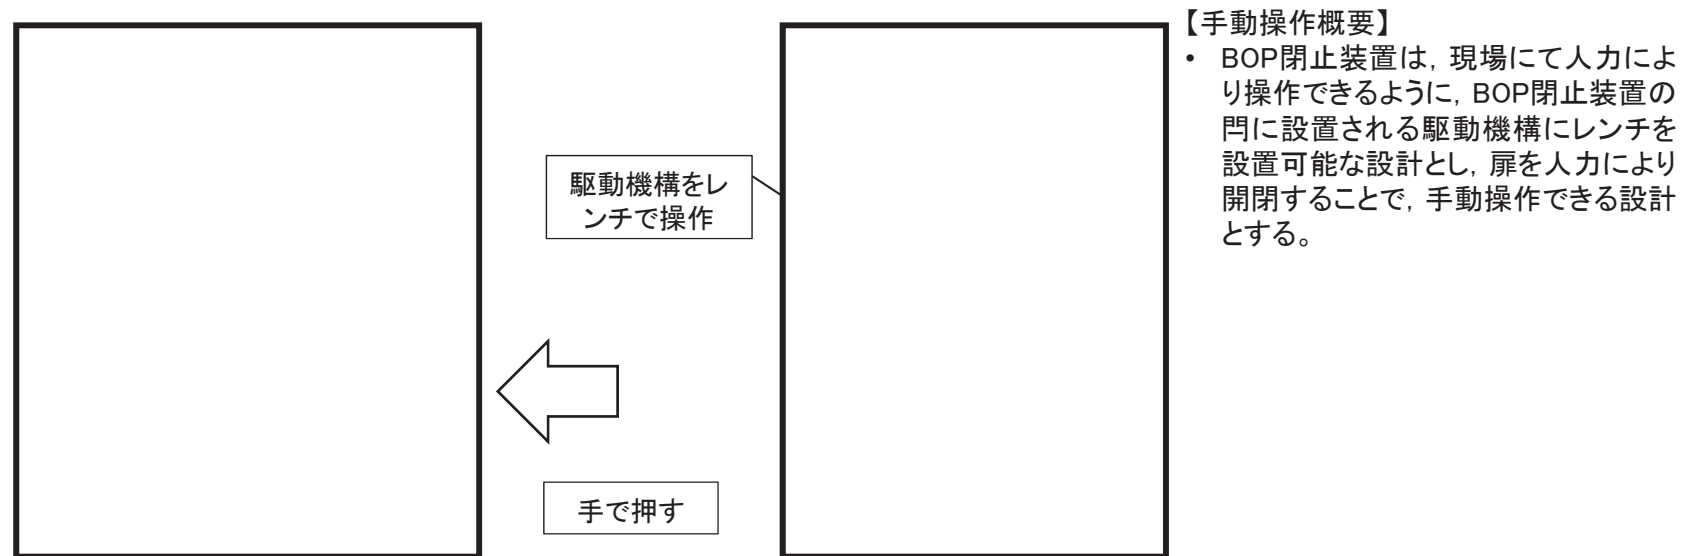 【手動操作概要】
• BOP閉止装置は，現場にて人力によ
り操作できるように，BOP閉止装置の
閂に設置される駆動機構にレンチを
設置可能な設計とし，扉を人力により
開閉することで，手動操作できる設計
とする。
駆動機構をレ
ンチで操作
手で押す